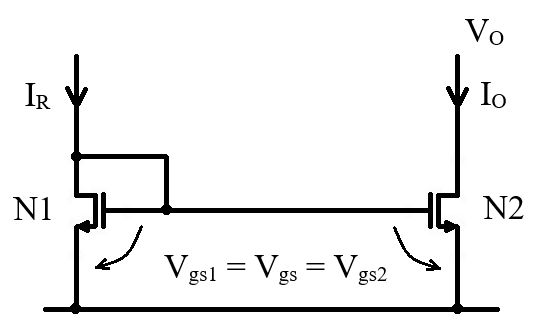 V_O
I_R
I_O
N1
N2
V_gs1 = V_gs = V_gs2